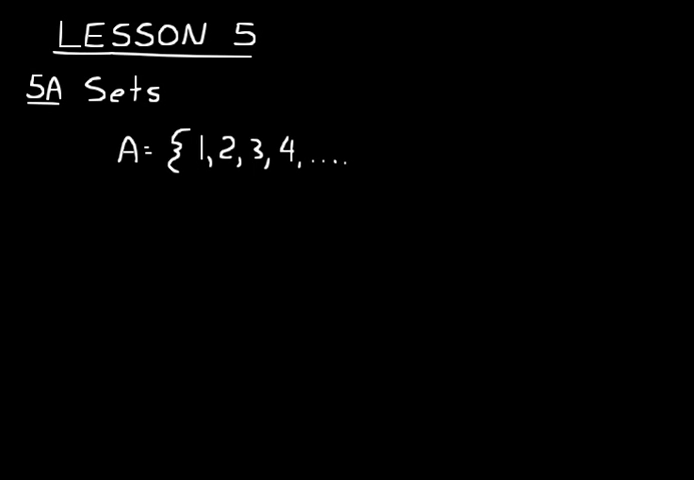 LESSON 5
5A Sets
A= { 1, 2, 3, 4, ....